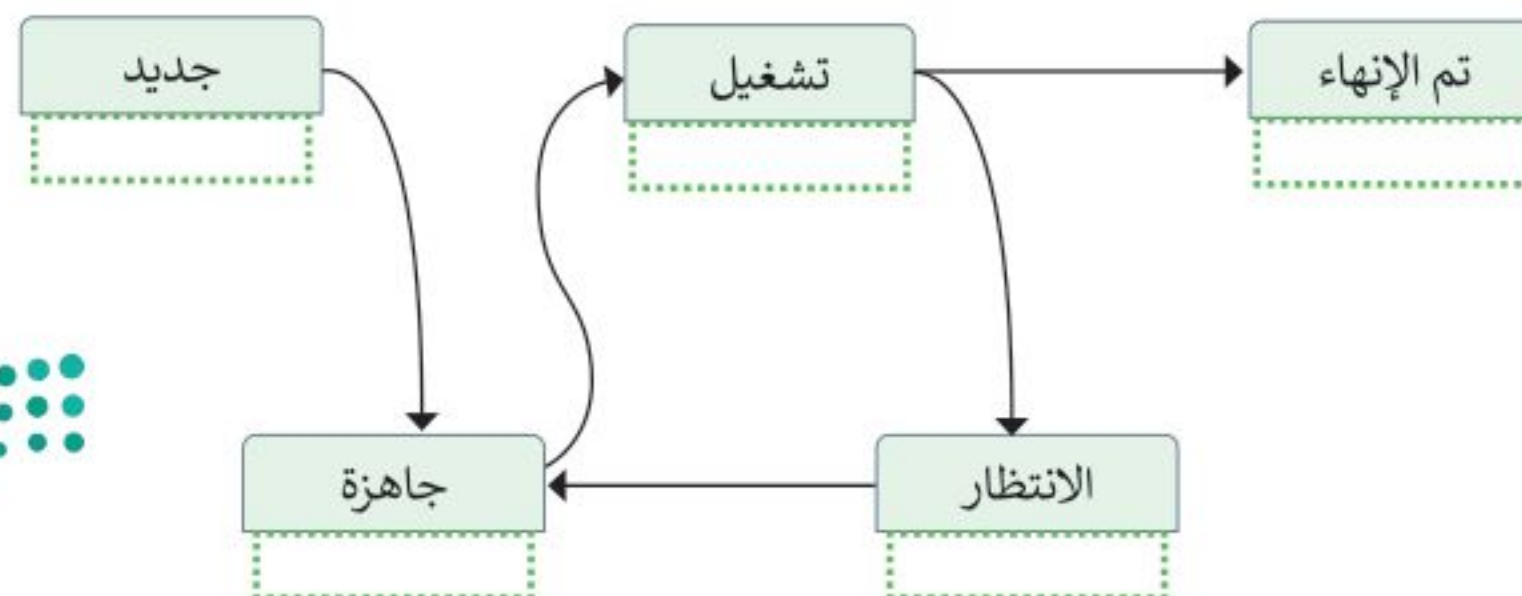 جديد
تشغيل
تم الإنهاء
جاهزة
الانتظار